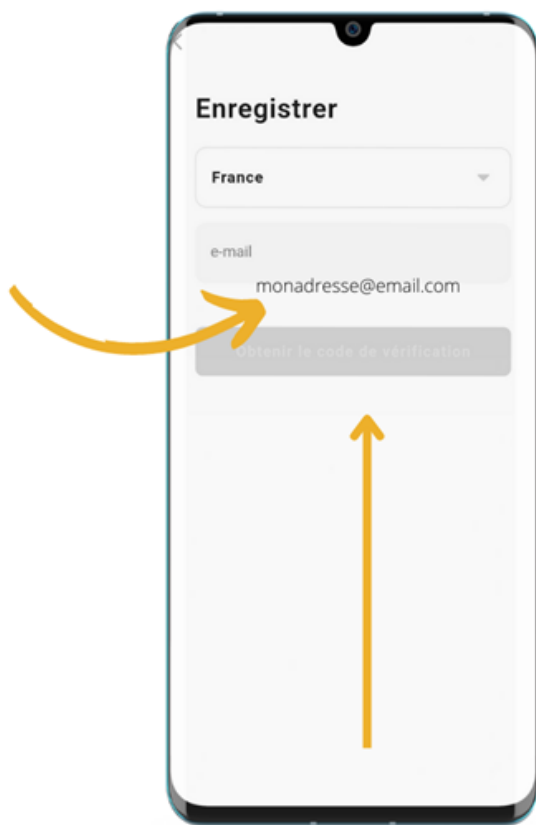 Enregistrer
France
e-mail
monadresse@email.com
Obtenir le code de vérification